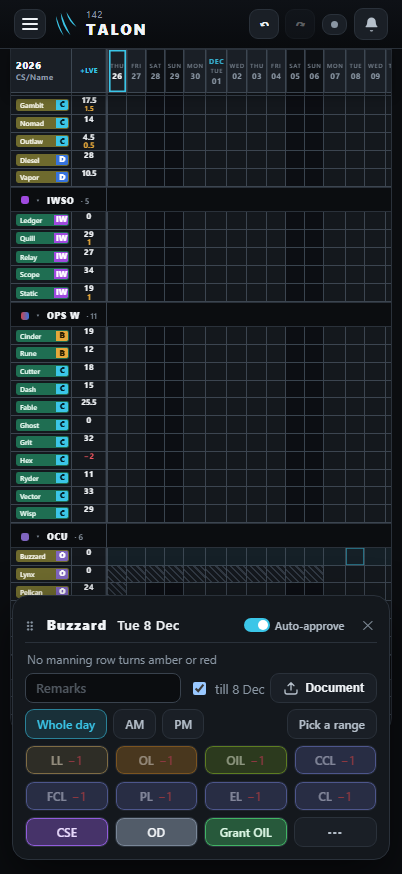 142
TALON
2026
CS/Name
+LVE
THU 26
FRI 27
SAT 28
SUN 29
MON 30
DEC
TUE 01
WED 02
THU 03
FRI 04
SAT 05
SUN 06
MON 07
TUE 08
WED 09
Gambit C 17.5
1.5
Nomad C 14
Outlaw C 4.5
0.5
Diesel D 28
Vapor D 10.5
· IWSO · 5
Ledger IW 0
Quill IW 29
1
Relay IW 27
Scope IW 34
Static IW 19
1
· OPS W · 11
Cinder B 19
Rune B 12
Cutter C 18
Dash C 15
Fable C 25.5
Ghost C 0
Grit C 32
Hex C -2
Ryder C 11
Vector C 33
Wisp C 29
· OCU · 6
Buzzard O 0
Lynx O 0
Pelican O 24
Buzzard Tue 8 Dec Auto-approve
No manning row turns amber or red
Remarks till 8 Dec Document
Whole day AM PM Pick a range
LL -1 OL -1 OIL -1 CCL -1
FCL -1 PL -1 EL -1 CL -1
CSE OD Grant OIL ---